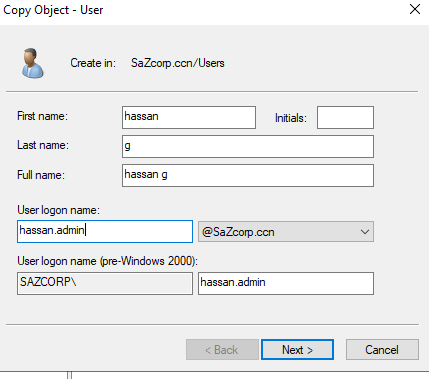 Copy Object - User
Create in: SaZcorp.ccn/Users
First name: hassan Initials:
Last name: g
Full name: hassan g
User logon name:
hassan.admin @SaZcorp.ccn
User logon name (pre-Windows 2000):
SAZCORP\ hassan.admin
< Back Next > Cancel